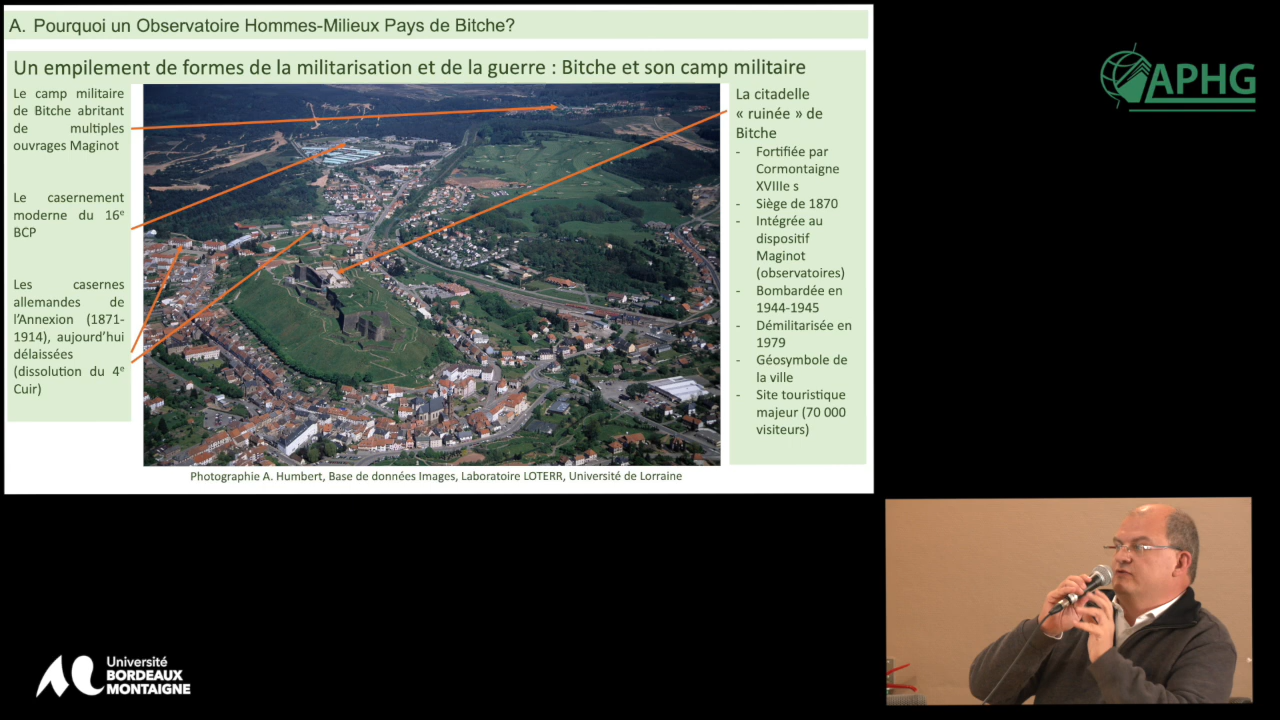 A. Pourquoi un Observatoire Hommes-Milieux Pays de Bitche?
Un empilement de formes de la militarisation et de la guerre : Bitche et son camp militaire
Le camp militaire
de Bitche abritant
de multiples
ouvrages Maginot
Le casernement
moderne du 16e
BCP
Les casernes
allemandes de
l'Annexion (1871-
1914), aujourd'hui
délaissées
(dissolution du 4e
Cuir)
La citadelle
« ruinée » de
Bitche
- Fortifiée par
Cormontaigne
XVIIIe s
- Siège de 1870
- Intégrée au
dispositif
Maginot
(observatoires)
- Bombardée en
1944-1945
- Démilitarisée en
1979
- Géosymbole de
la ville
- Site touristique
majeur (70 000
visiteurs)
Photographie A. Humbert, Base de données Images, Laboratoire LOTERR, Université de Lorraine
APHG
Université
BORDEAUX
MONTAIGNE